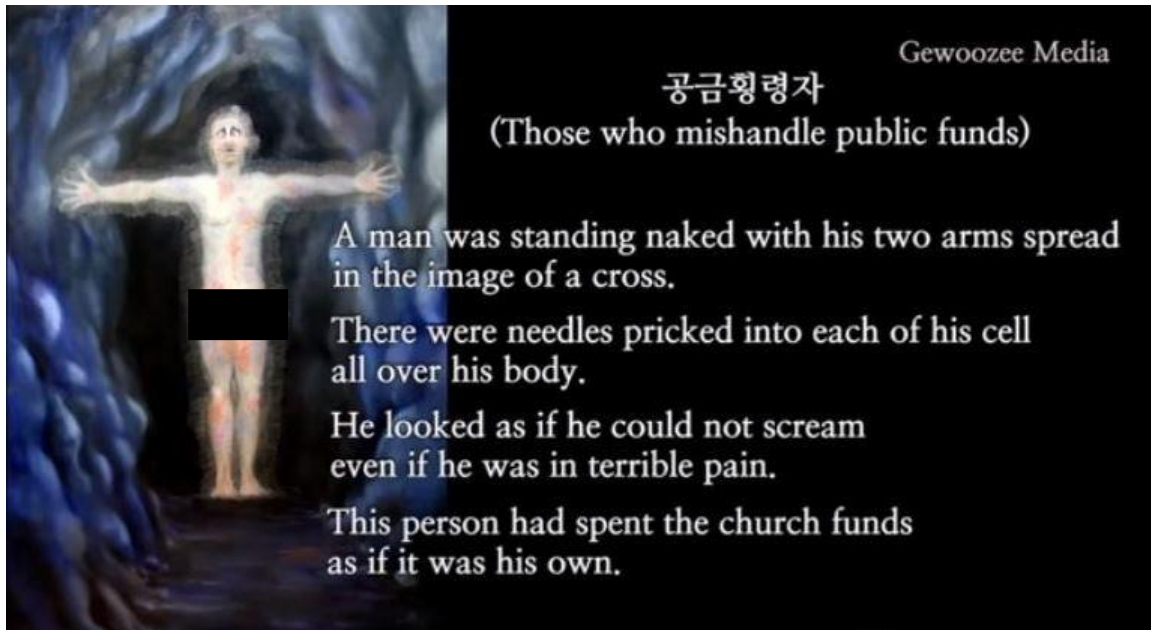 Gewoozee Media
공금횡령자
(Those who mishandle public funds)
A man was standing naked with his two arms spread
in the image of a cross.
There were needles pricked into each of his cell
all over his body.
He looked as if he could not scream
even if he was in terrible pain.
This person had spent the church funds
as if it was his own.